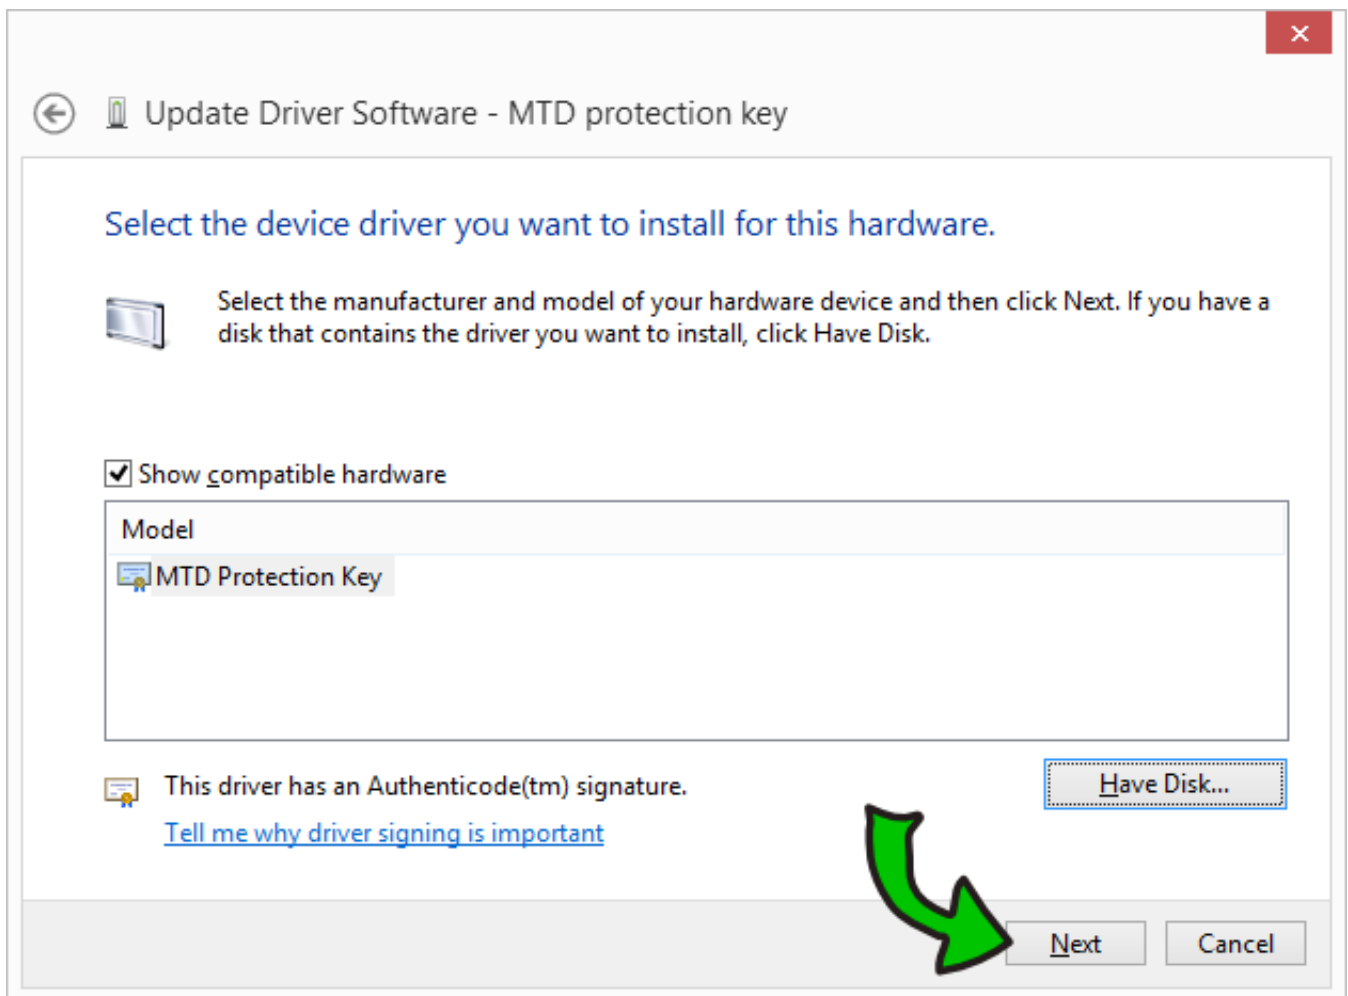 Update Driver Software - MTD protection key
Select the device driver you want to install for this hardware.
Select the manufacturer and model of your hardware device and then click Next. If you have a
disk that contains the driver you want to install, click Have Disk.
Show compatible hardware
Model
MTD Protection Key
This driver has an Authenticode(tm) signature.
Have Disk...
Tell me why driver signing is important
Next
Cancel